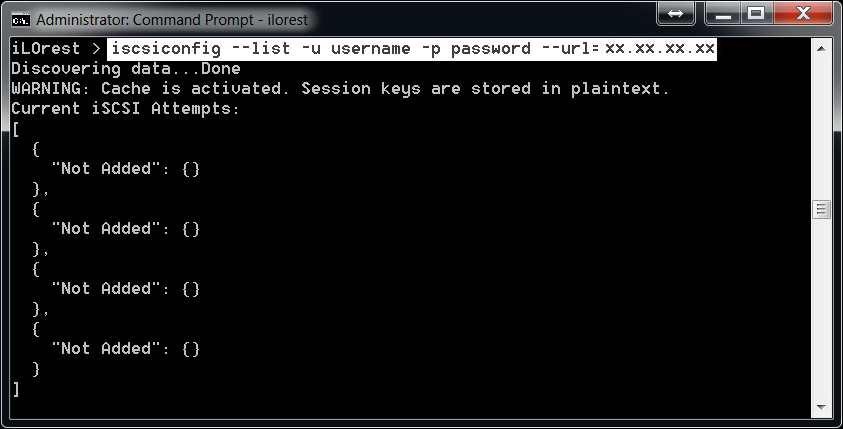 Administrator: Command Prompt - ilorest
iLOrest > iscsiconfig --list -u username -p password --url= xx.xx.xx.xx
Discovering data...Done
WARNING: Cache is activated. Session keys are stored in plaintext.
Current iSCSI Attempts:
[
  {
    "Not Added": {}
  },
  {
    "Not Added": {}
  },
  {
    "Not Added": {}
  },
  {
    "Not Added": {}
  }
]